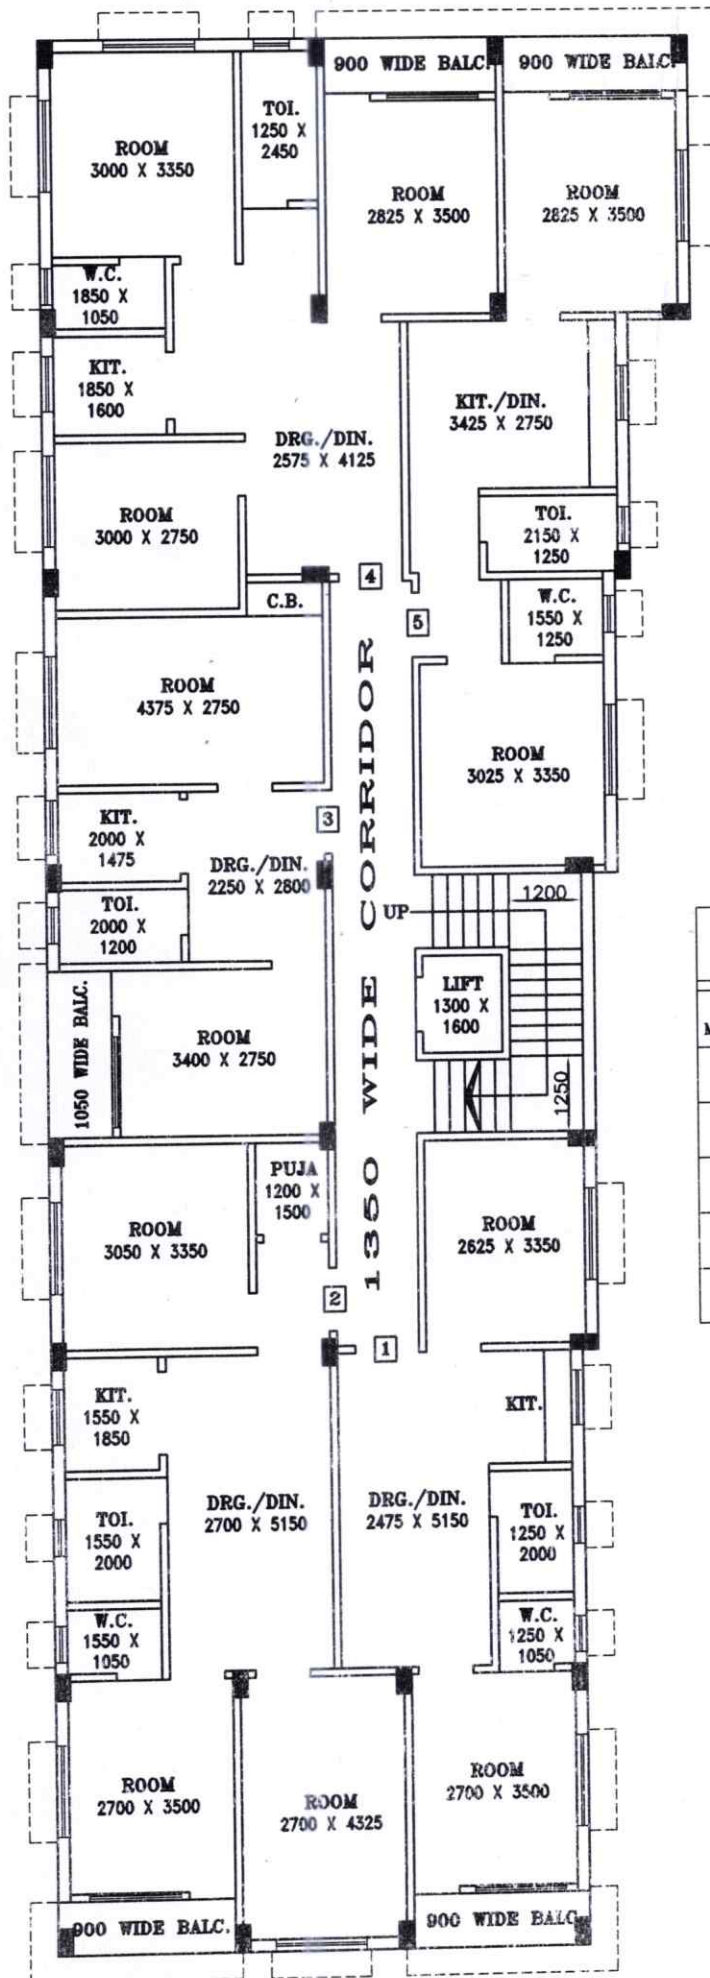 900 WIDE BALC.
900 WIDE BALC.
TOI.
1250 X
2450
ROOM
3000 X 3350
ROOM
2825 X 3500
ROOM
2825 X 3500
W.C.
1850 X
1050
KIT.
1850 X
1600
DRG./DIN.
2575 X 4125
KIT./DIN.
3425 X 2750
ROOM
3000 X 2750
TOI.
2150 X
1250
4
C.B.
W.C.
1550 X
1250
5
ROOM
4375 X 2750
ROOM
3025 X 3350
KIT.
2000 X
1475
3
DRG./DIN.
2250 X 2800
TOI.
2000 X
1200
1350 WIDE CORRIDOR
UP
1200
LIFT
1300 X
1600
1250
1050 WIDE BALC.
ROOM
3400 X 2750
PUJA
1200 X
1500
ROOM
3050 X 3350
ROOM
2625 X 3350
2
1
KIT.
1550 X
1850
KIT.
DRG./DIN.
2700 X 5150
DRG./DIN.
2475 X 5150
TOI.
1550 X
2000
TOI.
1250 X
2000
W.C.
1550 X
1050
W.C.
1250 X
1050
ROOM
2700 X 3500
ROOM
2700 X 4325
ROOM
2700 X 3500
900 WIDE BALC.
900 WIDE BALC